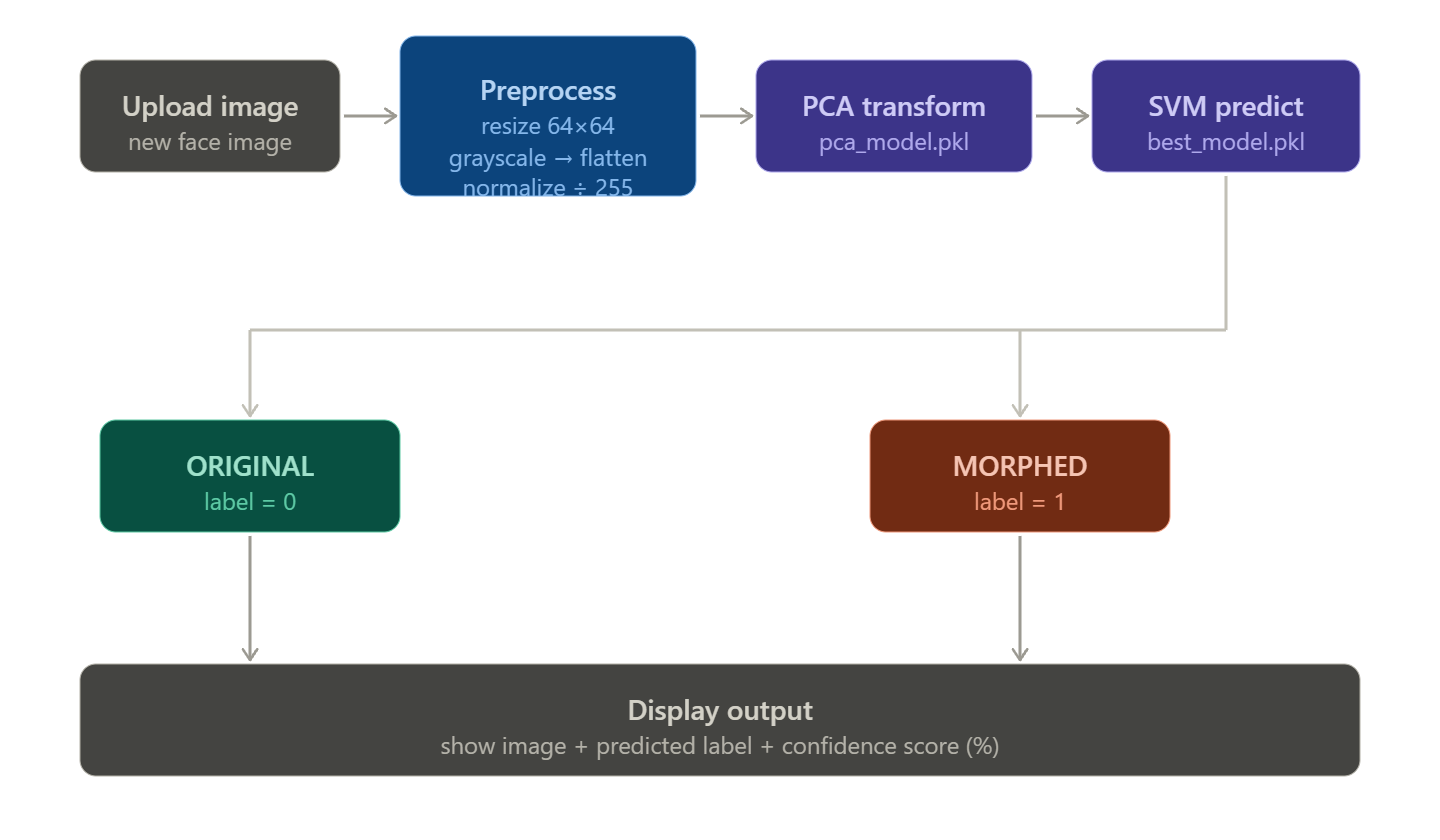 Upload image
new face image
Preprocess
resize 64×64
grayscale → flatten
normalize ÷ 255
PCA transform
pca_model.pkl
SVM predict
best_model.pkl
ORIGINAL
label = 0
MORPHED
label = 1
Display output
show image + predicted label + confidence score (%)